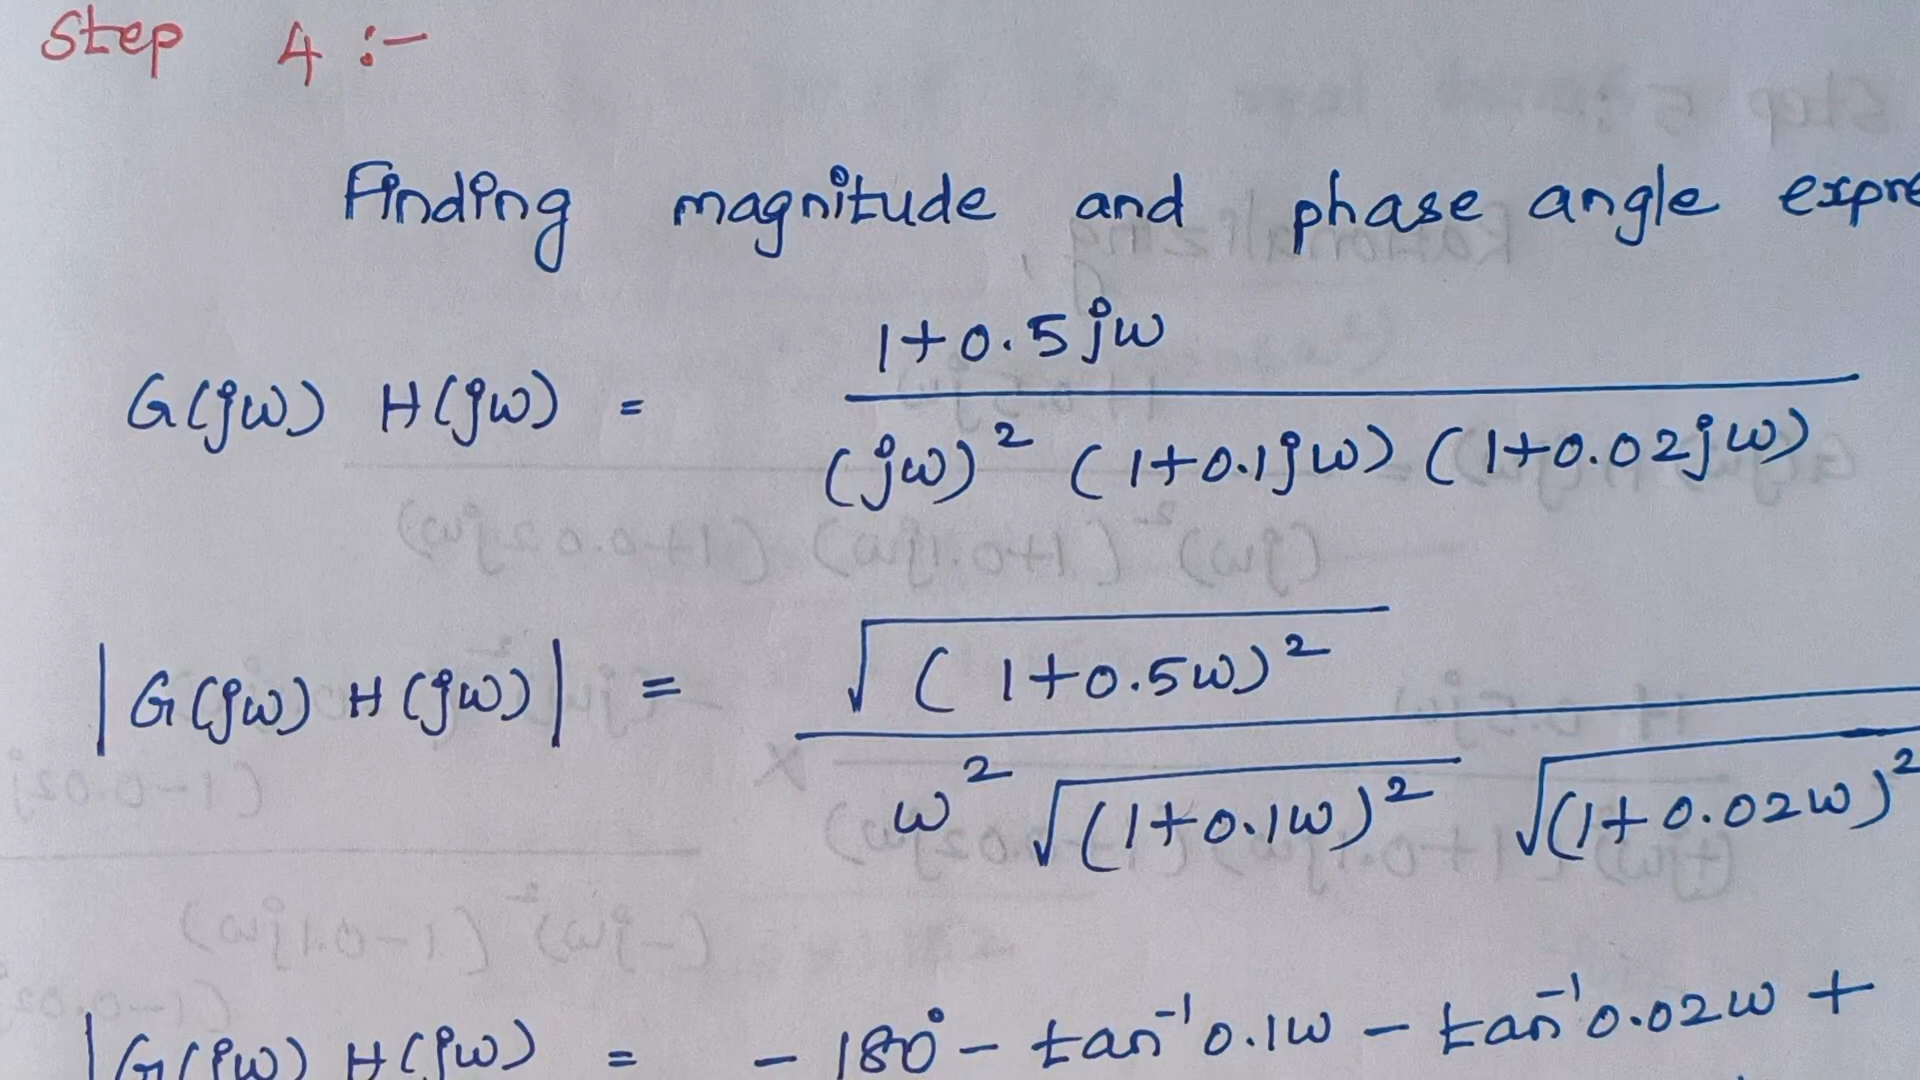 Step 4 :-
Finding magnitude and phase angle expre
G(jω) H(jω) = 1+0.5jω / (jω)² (1+0.1jω) (1+0.02jω)
|G(jω) H(jω)| = √(1+0.5ω)² / ω² √(1+0.1ω)² √(1+0.02ω)²
|G(jω) H(jω) = -180° - tan⁻¹0.1ω - tan⁻¹0.02ω +